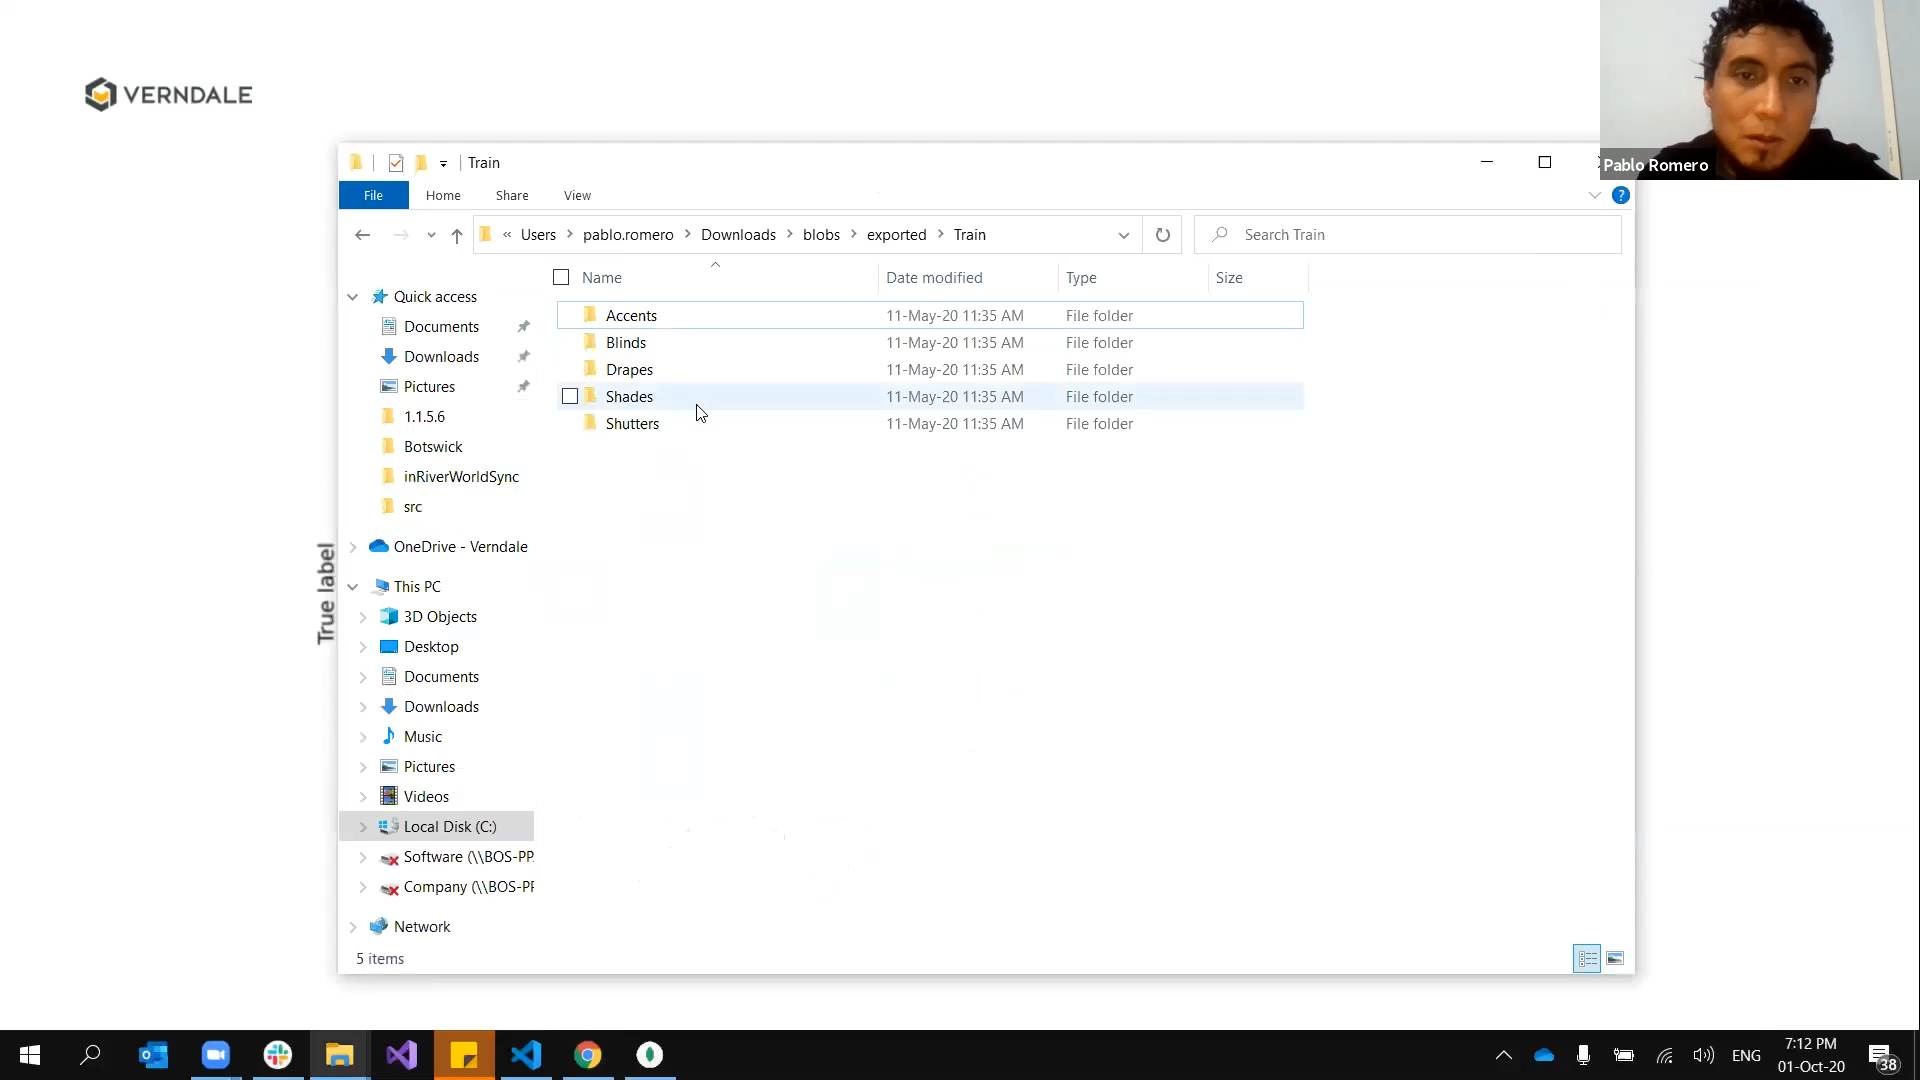 VERNDALE
Pablo Romero
Train
File
Home
Share
View
?
« Users > pablo.romero > Downloads > blobs > exported > Train
Search Train
Name
Date modified
Type
Size
Accents 11-May-20 11:35 AM File folder
Blinds 11-May-20 11:35 AM File folder
Drapes 11-May-20 11:35 AM File folder
Shades 11-May-20 11:35 AM File folder
Shutters 11-May-20 11:35 AM File folder
Quick access
Documents
Downloads
Pictures
1.1.5.6
Botswick
inRiverWorldSync
src
OneDrive - Verndale
This PC
3D Objects
Desktop
Documents
Downloads
Music
Pictures
Videos
Local Disk (C:)
Software (\\BOS-PP
Company (\\BOS-PF
Network
5 items
True label
ENG
7:12 PM
01-Oct-20
38